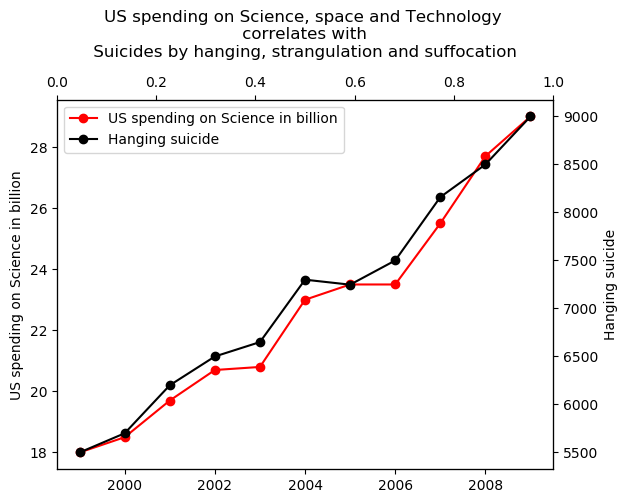 US spending on Science, space and Technology
correlates with
Suicides by hanging, strangulation and suffocation
0.0 0.2 0.4 0.6 0.8 1.0
US spending on Science in billion
Hanging suicide
US spending on Science in billion
28
26
24
22
20
18
9000
8500
8000
7500
7000
6500
6000
5500
Hanging suicide
2000 2002 2004 2006 2008